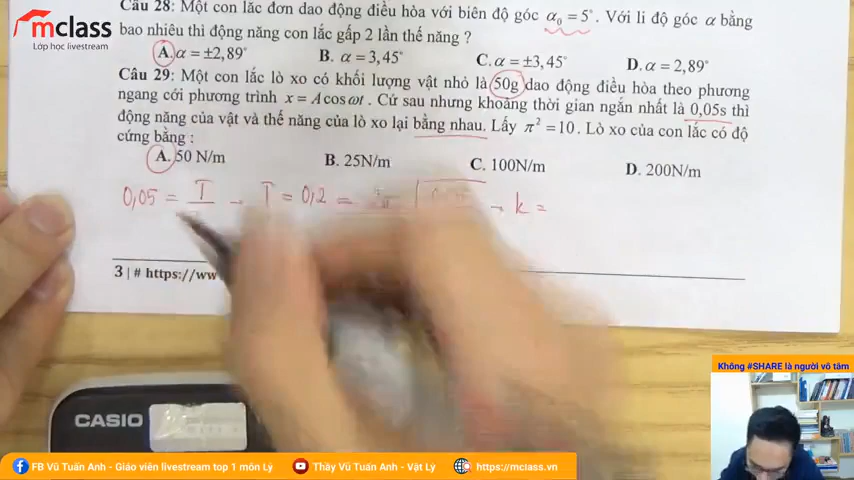 mclass
Lớp học livestream
Câu 28: Một con lắc đơn dao động điều hòa với biên độ góc α₀ = 5°. Với li độ góc α bằng
bao nhiêu thì động năng con lắc gấp 2 lần thế năng ?
A. α = ±2,89° B. α = 3,45° C. α = ±3,45° D. α = 2,89°
Câu 29: Một con lắc lò xo có khối lượng vật nhỏ là 50g dao động điều hòa theo phương
ngang cới phương trình x = Acosωt. Cứ sau nhưng khoảng thời gian ngắn nhất là 0,05s thì
động năng của vật và thế năng của lò xo lại bằng nhau. Lấy π² = 10. Lò xo của con lắc có độ
cứng bằng :
A. 50 N/m B. 25N/m C. 100N/m D. 200N/m
0,05 = T → T = 0,2 = → k =
3 | # https://ww
CASIO
Không #SHARE là người vô tâm
FB Vũ Tuấn Anh - Giáo viên livestream top 1 môn Lý Thầy Vũ Tuấn Anh - Vật Lý https://mclass.vn